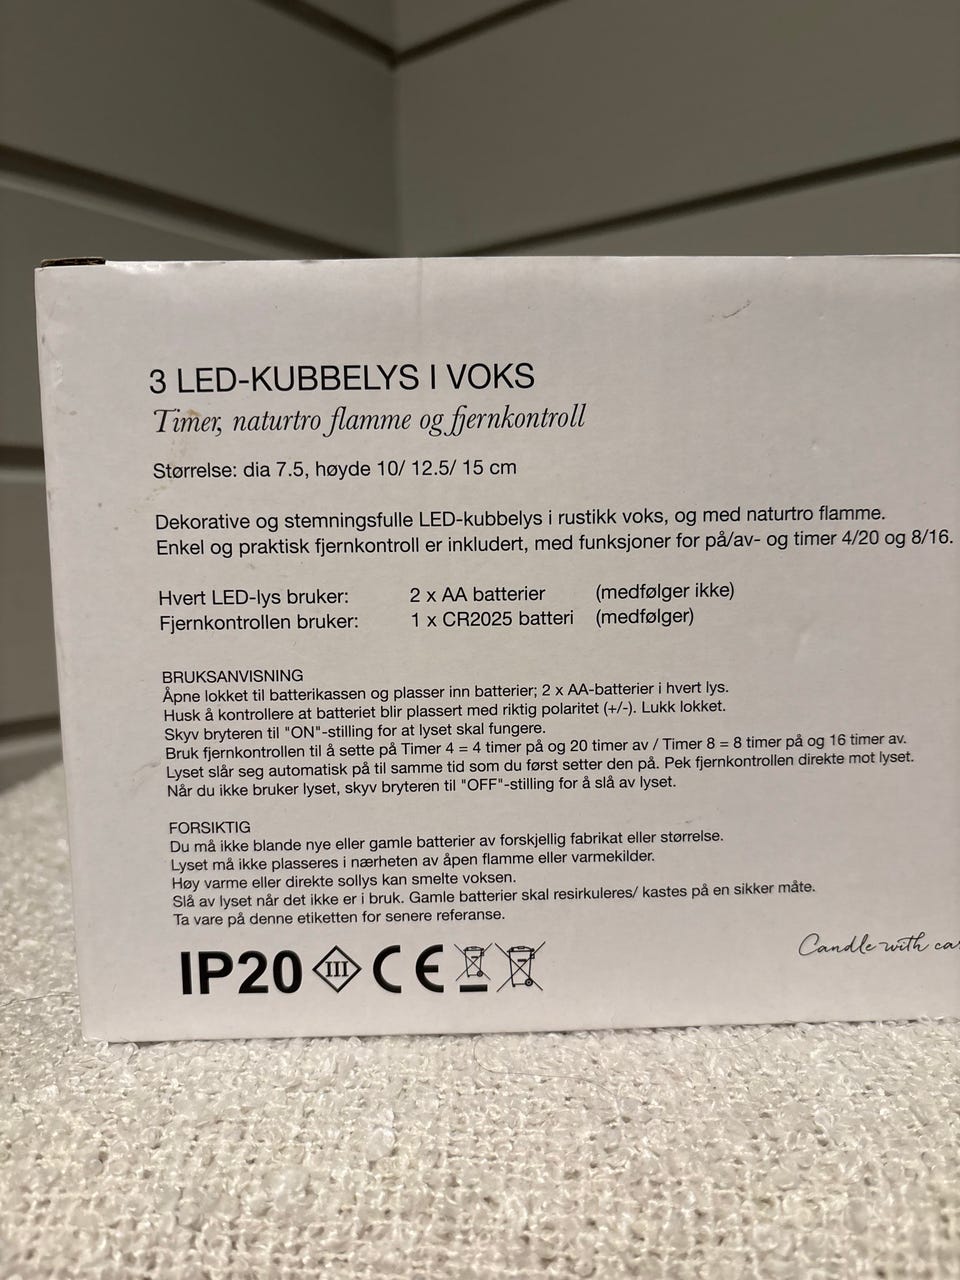 3 LED-KUBBELYS I VOKS
Timer, naturtro flamme og fjernkontroll
Størrelse: dia 7.5, høyde 10/ 12.5/ 15 cm
Dekorative og stemningsfulle LED-kubbelys i rustikk voks, og med naturtro flamme.
Enkel og praktisk fjernkontroll er inkludert, med funksjoner for på/av- og timer 4/20 og 8/16.
Hvert LED-lys bruker: 2 x AA batterier (medfølger ikke)
Fjernkontrollen bruker: 1 x CR2025 batteri (medfølger)
BRUKSANVISNING
Åpne lokket til batterikassen og plasser inn batterier; 2 x AA-batterier i hvert lys.
Husk å kontrollere at batteriet blir plassert med riktig polaritet (+/-). Lukk lokket.
Skyv bryteren til "ON"-stilling for at lyset skal fungere.
Bruk fjernkontrollen til å sette på Timer 4 = 4 timer på og 20 timer av / Timer 8 = 8 timer på og 16 timer av.
Lyset slår seg automatisk på til samme tid som du først setter den på. Pek fjernkontrollen direkte mot lyset.
Når du ikke bruker lyset, skyv bryteren til "OFF"-stilling for å slå av lyset.
FORSIKTIG
Du må ikke blande nye eller gamle batterier av forskjellig fabrikat eller størrelse.
Lyset må ikke plasseres i nærheten av åpen flamme eller varmekilder.
Høy varme eller direkte sollys kan smelte voksen.
Slå av lyset når det ikke er i bruk. Gamle batterier skal resirkuleres/ kastes på en sikker måte.
Ta vare på denne etiketten for senere referanse.
Candle with
IP20 III CE